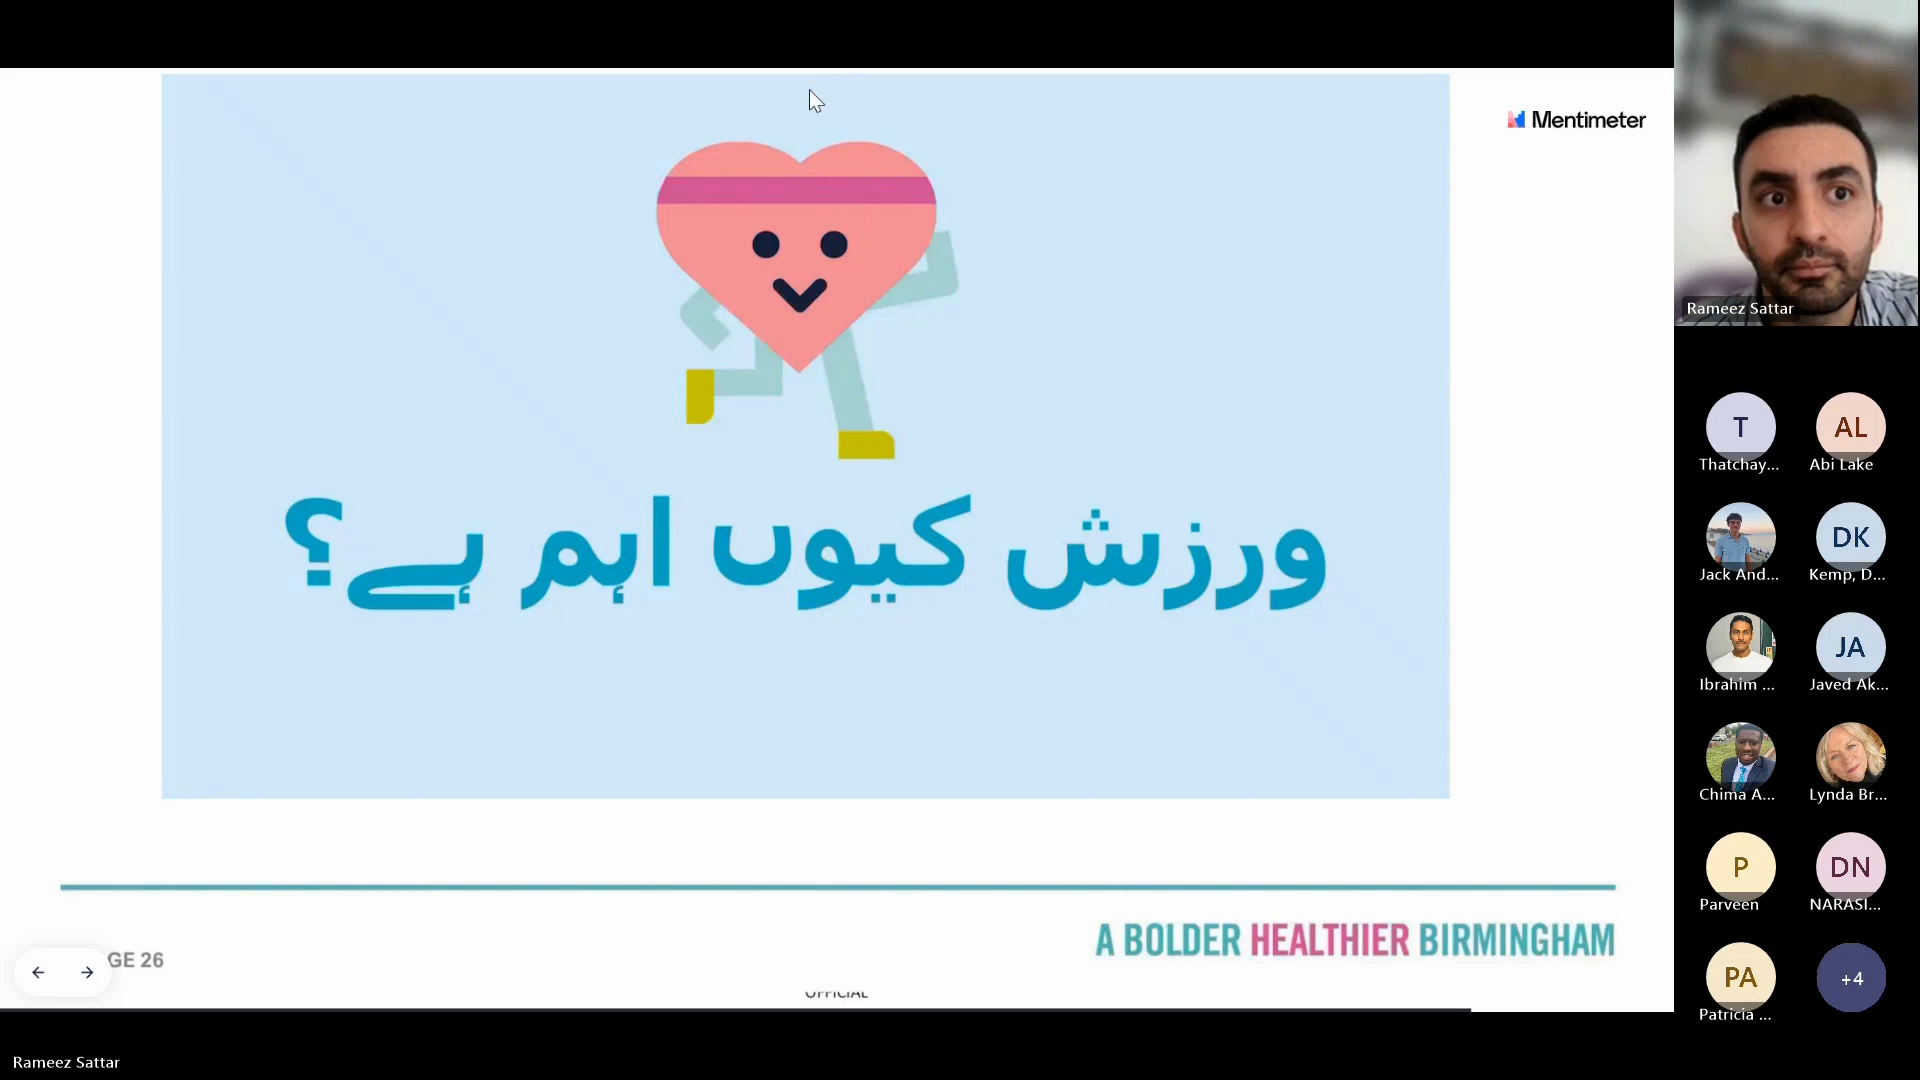 Mentimeter
ورزش کیوں اہم ہے؟
A BOLDER HEALTHIER BIRMINGHAM
GE 26
OFFICIAL
Rameez Sattar
T
Thatchay...
AL
Abi Lake
Jack And...
DK
Kemp, D...
Ibrahim ...
JA
Javed Ak...
Chima A...
Lynda Br...
P
Parveen
DN
NARASI...
PA
Patricia ...
+4
Rameez Sattar